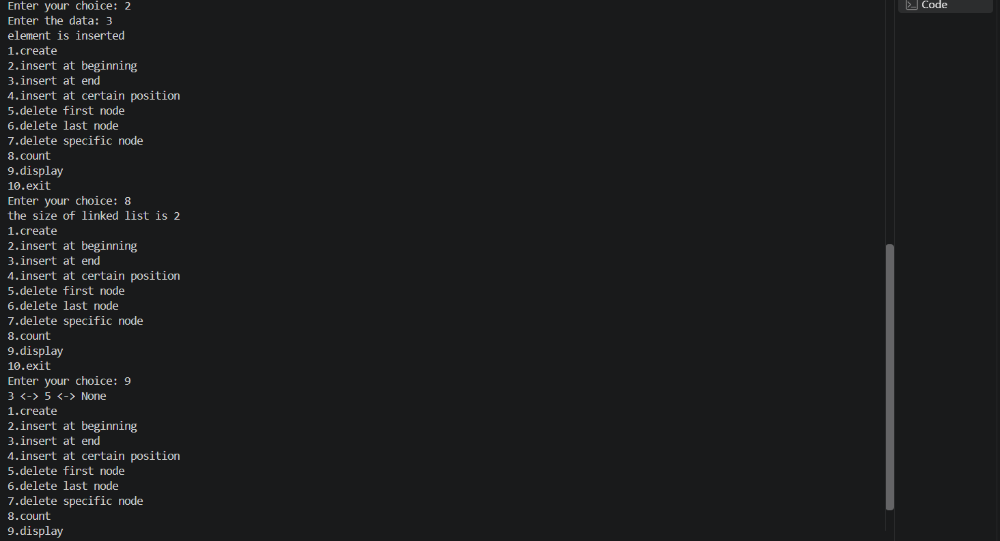 Enter your choice: 2
Enter the data: 3
element is inserted
1.create
2.insert at beginning
3.insert at end
4.insert at certain position
5.delete first node
6.delete last node
7.delete specific node
8.count
9.display
10.exit
Enter your choice: 8
the size of linked list is 2
1.create
2.insert at beginning
3.insert at end
4.insert at certain position
5.delete first node
6.delete last node
7.delete specific node
8.count
9.display
10.exit
Enter your choice: 9
3 <-> 5 <-> None
1.create
2.insert at beginning
3.insert at end
4.insert at certain position
5.delete first node
6.delete last node
7.delete specific node
8.count
9.display
Code